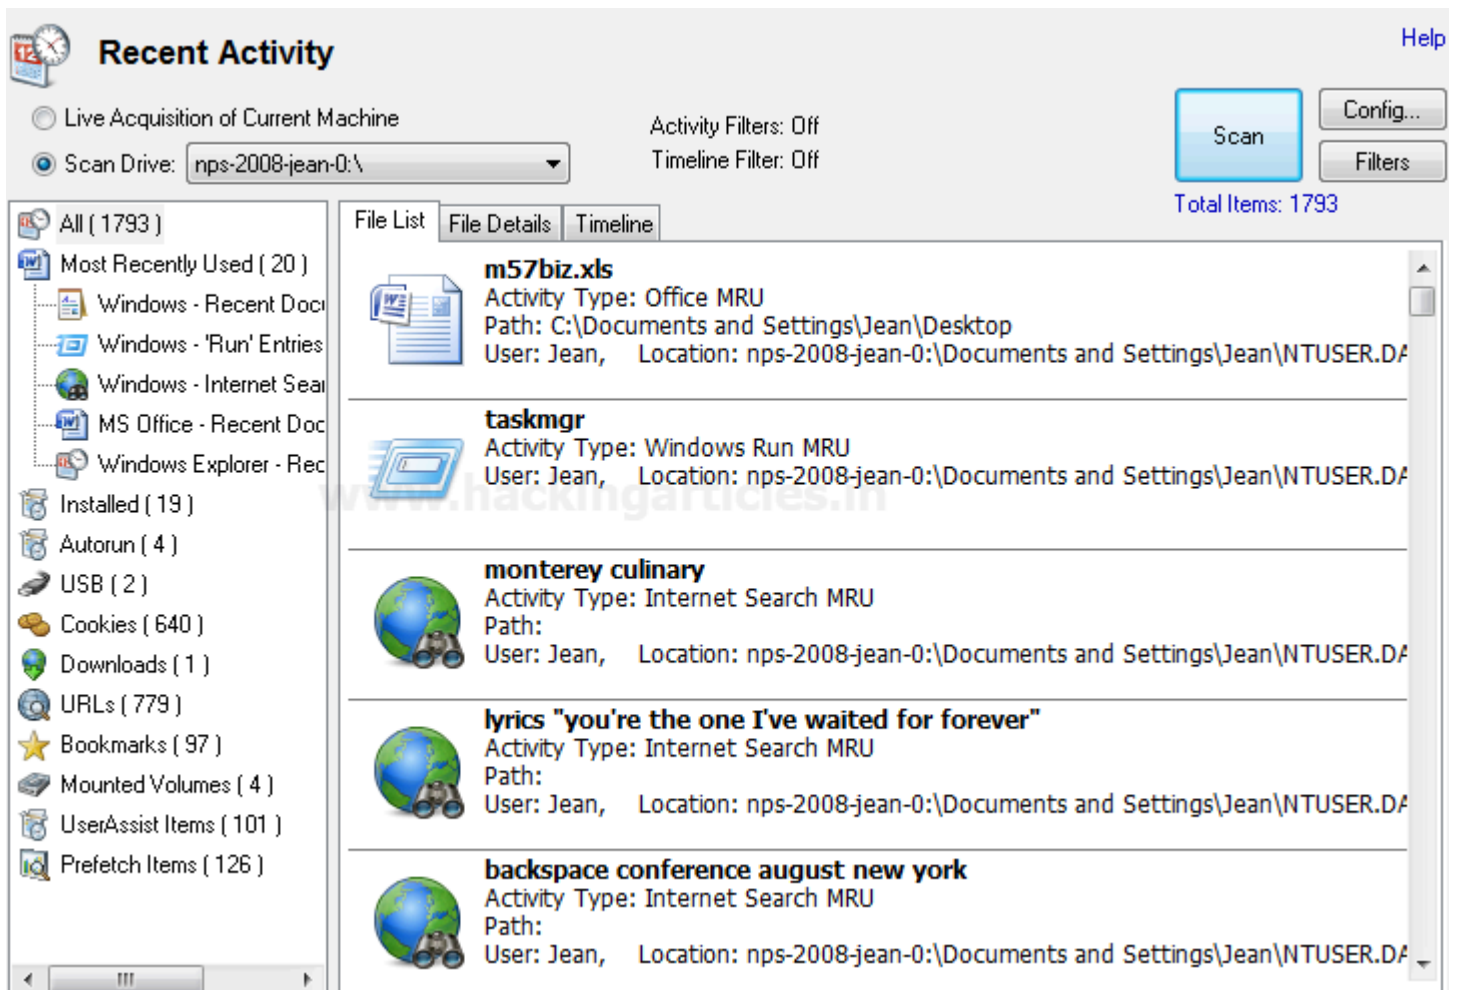 Recent Activity
Help
Live Acquisition of Current Machine
Scan Drive: nps-2008-jean-0:\
Activity Filters: Off
Timeline Filter: Off
Scan
Config...
Filters
Total Items: 1793
All ( 1793 )
Most Recently Used ( 20 )
Windows - Recent Doc
Windows - 'Run' Entries
Windows - Internet Sear
MS Office - Recent Doc
Windows Explorer - Rec
Installed ( 19 )
Autorun ( 4 )
USB ( 2 )
Cookies ( 640 )
Downloads ( 1 )
URLs ( 779 )
Bookmarks ( 97 )
Mounted Volumes ( 4 )
UserAssist Items ( 101 )
Prefetch Items ( 126 )
File List File Details Timeline
m57biz.xls
Activity Type: Office MRU
Path: C:\Documents and Settings\Jean\Desktop
User: Jean, Location: nps-2008-jean-0:\Documents and Settings\Jean\NTUSER.DA
taskmgr
Activity Type: Windows Run MRU
User: Jean, Location: nps-2008-jean-0:\Documents and Settings\Jean\NTUSER.DA
www.hackingarticles.in
monterey culinary
Activity Type: Internet Search MRU
Path:
User: Jean, Location: nps-2008-jean-0:\Documents and Settings\Jean\NTUSER.DA
lyrics "you're the one I've waited for forever"
Activity Type: Internet Search MRU
Path:
User: Jean, Location: nps-2008-jean-0:\Documents and Settings\Jean\NTUSER.DA
backspace conference august new york
Activity Type: Internet Search MRU
Path:
User: Jean, Location: nps-2008-jean-0:\Documents and Settings\Jean\NTUSER.DA